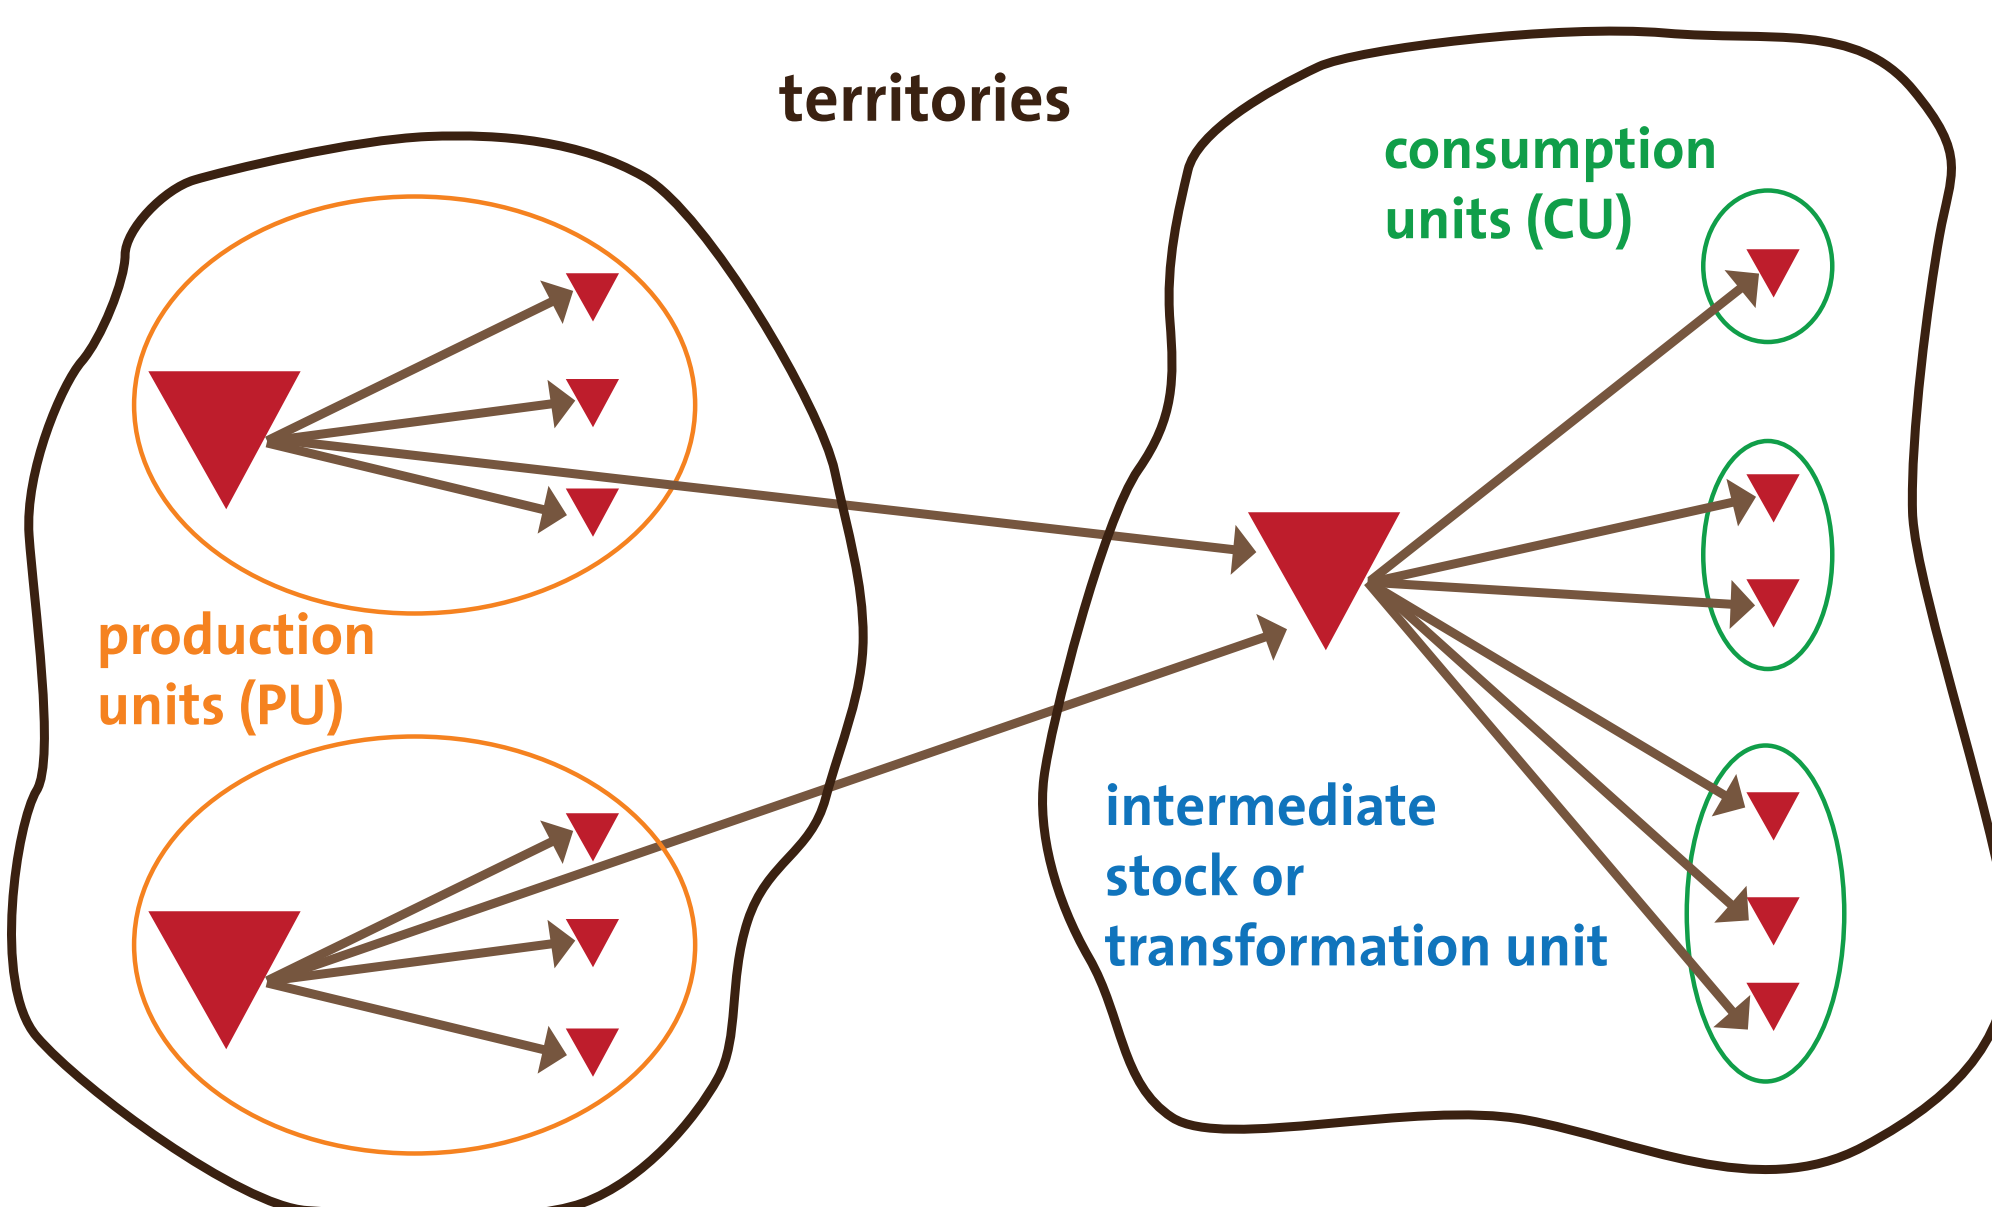 territories
consumption
units (CU)
production
units (PU)
intermediate
stock or
transformation unit